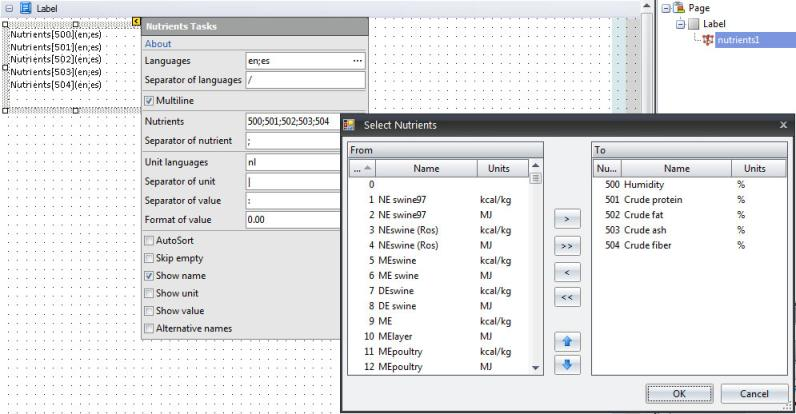 Label
Nutrients[500](en;es)
Nutrients[501](en;es)
Nutrients[502](en;es)
Nutrients[503](en;es)
Nutrients[504](en;es)
Nutrients Tasks
About
Languages en;es ...
Separator of languages /
Multiline
Nutrients 500;501;502;503;504
Separator of nutrient ;
Unit languages nl
Separator of unit |
Separator of value :
Format of value 0.00
AutoSort
Skip empty
Show name
Show unit
Show value
Alternative names
Page
Label
nutrients1
Select Nutrients x
From
... Name Units
0
1 NE swine97 kcal/kg
2 NE swine97 MJ
3 NEswine (Ros) kcal/kg
4 NEswine (Ros) MJ
5 MEswine kcal/kg
6 ME swine MJ
7 DEswine kcal/kg
8 DE swine MJ
9 ME kcal/kg
10 MElayer MJ
11 MEpoultry kcal/kg
12 MEpoultry MJ
>
>>
<
<<
To
Nu... Name Units
500 Humidity %
501 Crude protein %
502 Crude fat %
503 Crude ash %
504 Crude fiber %
OK Cancel